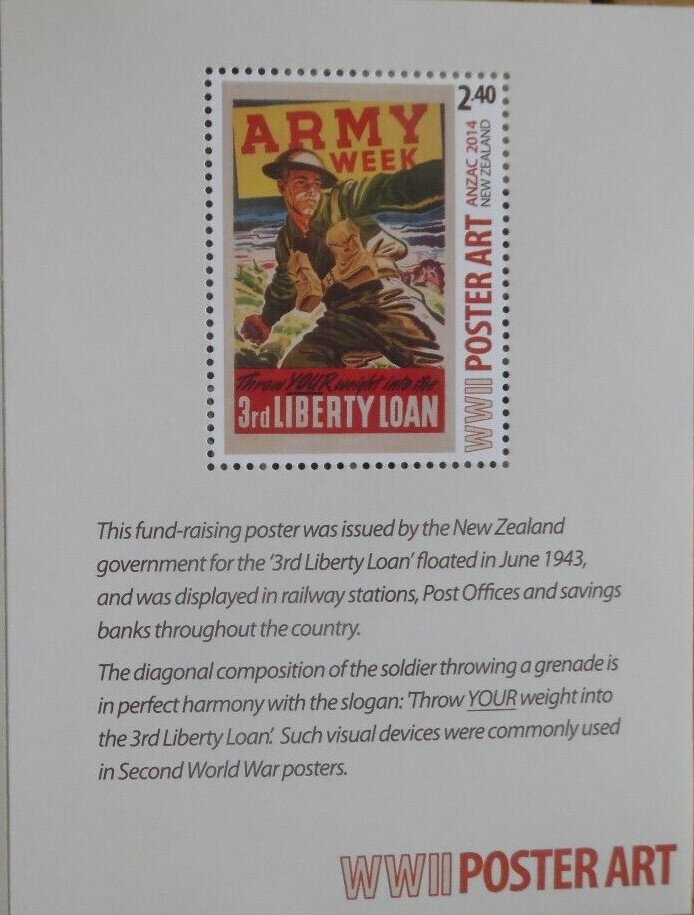 2.40
ARMY
WEEK
ANZAC 2014
NEW ZEALAND
WWII POSTER ART
Throw YOUR weight into the
3rd LIBERTY LOAN
This fund-raising poster was issued by the New Zealand
government for the ‘3rd Liberty Loan’ floated in June 1943,
and was displayed in railway stations, Post Offices and savings
banks throughout the country.
The diagonal composition of the soldier throwing a grenade is
in perfect harmony with the slogan: ‘Throw YOUR weight into
the 3rd Liberty Loan’. Such visual devices were commonly used
in Second World War posters.
WWII POSTER ART